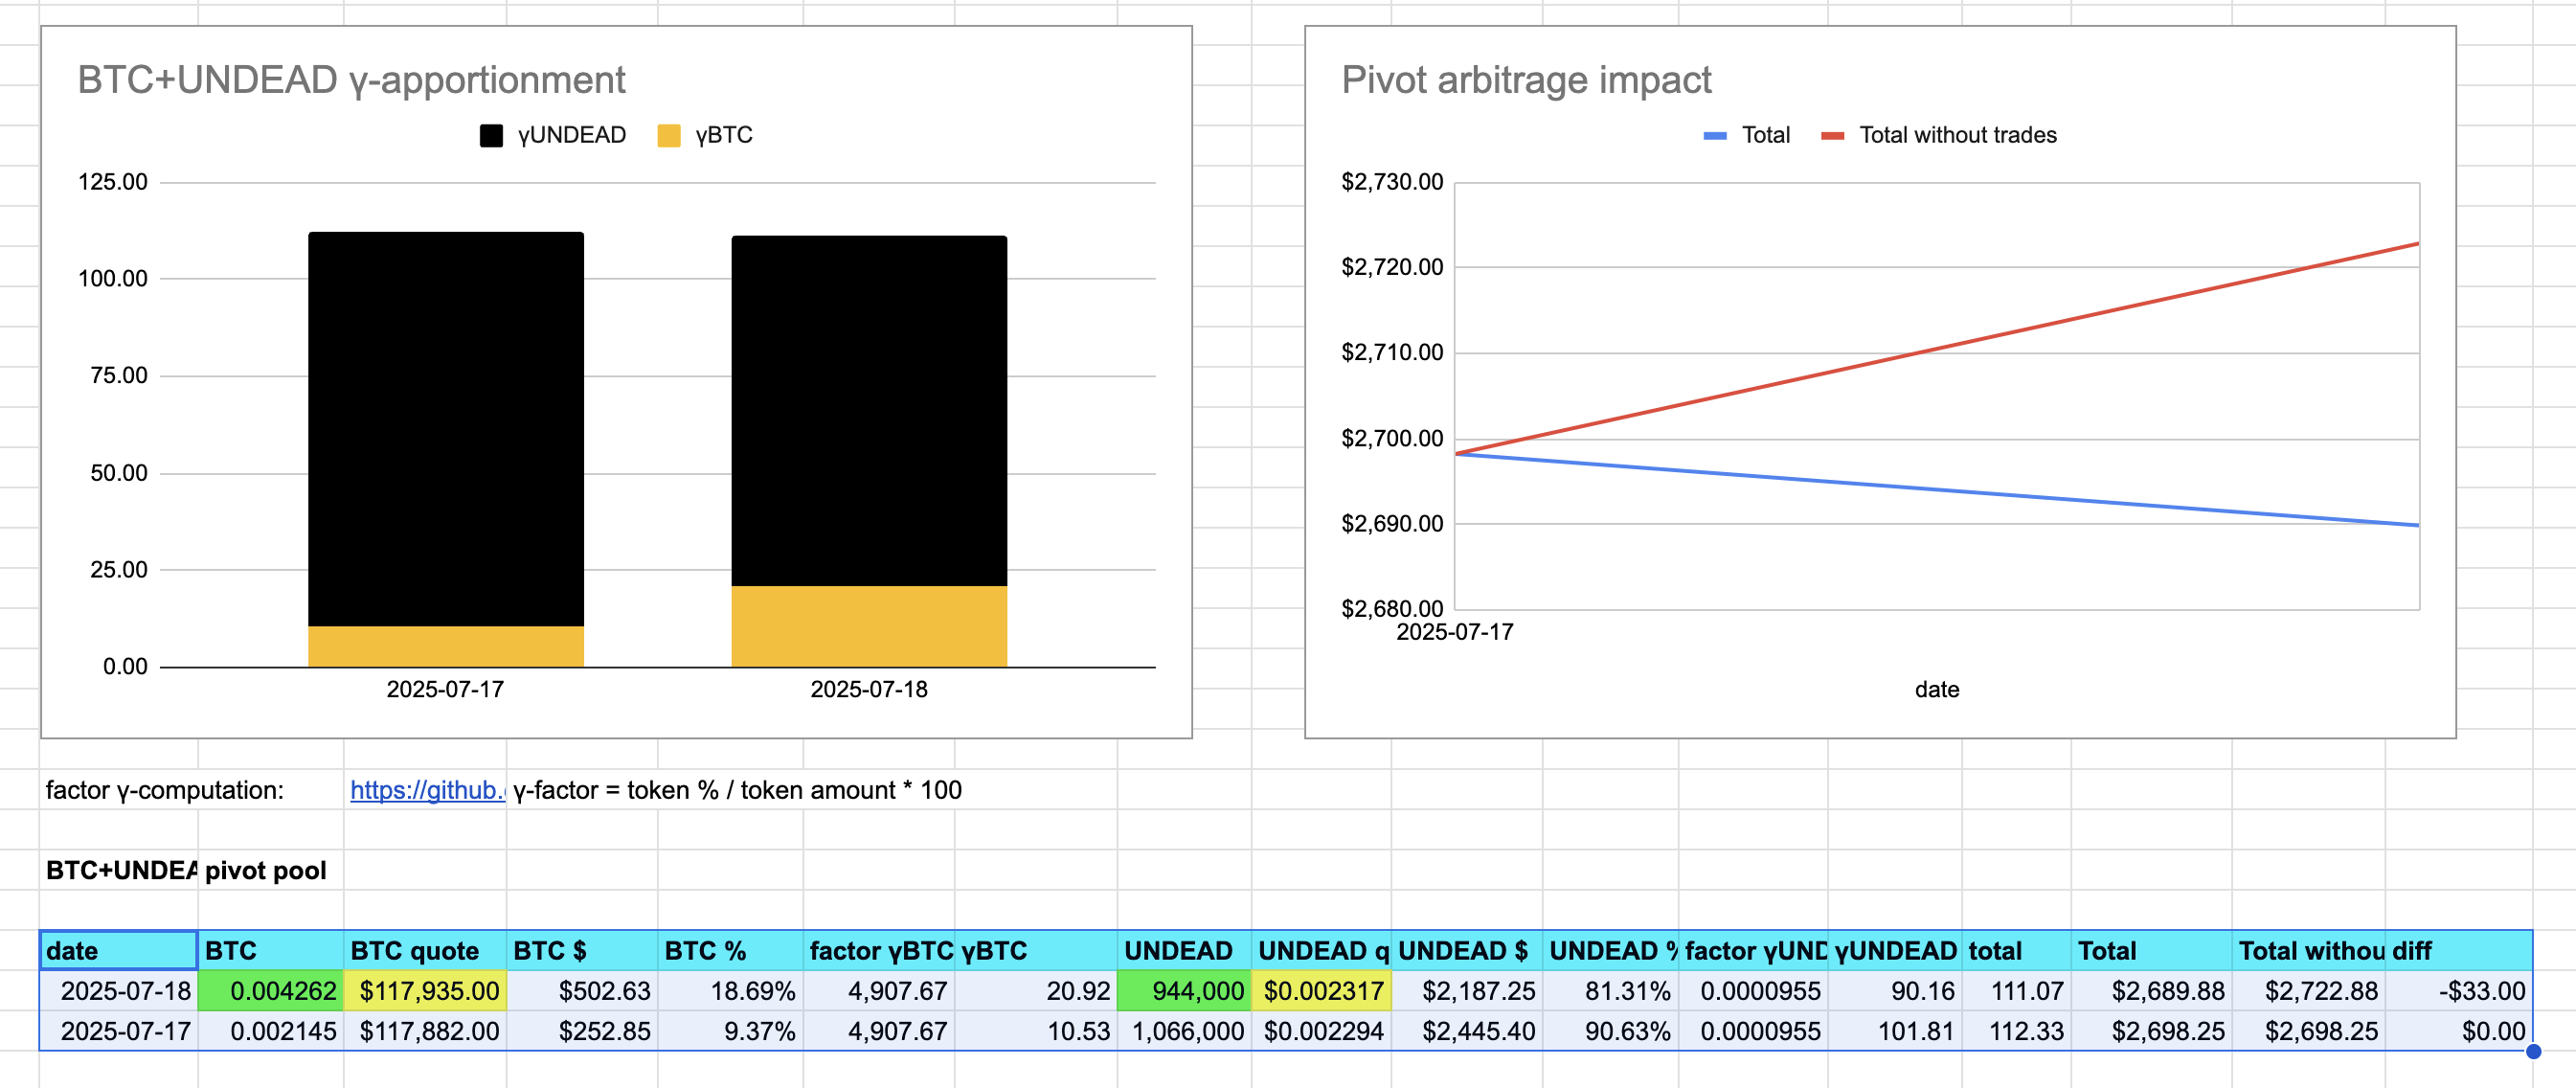 BTC+UNDEAD γ-apportionment
γUNDEAD γBTC
125.00
100.00
75.00
50.00
25.00
0.00
2025-07-17 2025-07-18
Pivot arbitrage impact
Total Total without trades
$2,730.00
$2,720.00
$2,710.00
$2,700.00
$2,690.00
$2,680.00
2025-07-17
date
factor γ-computation: https://github. γ-factor = token % / token amount * 100
BTC+UNDEA pivot pool
date BTC BTC quote BTC $ BTC % factor γBTC γBTC UNDEAD UNDEAD q UNDEAD $ UNDEAD % factor γUND γUNDEAD total Total Total withou diff
2025-07-18 0.004262 $117,935.00 $502.63 18.69% 4,907.67 20.92 944,000 $0.002317 $2,187.25 81.31% 0.0000955 90.16 111.07 $2,689.88 $2,722.88 -$33.00
2025-07-17 0.002145 $117,882.00 $252.85 9.37% 4,907.67 10.53 1,066,000 $0.002294 $2,445.40 90.63% 0.0000955 101.81 112.33 $2,698.25 $2,698.25 $0.00